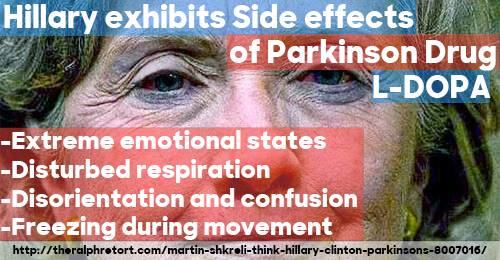 Hillary exhibits Side effects
of Parkinson Drug
L-DOPA
-Extreme emotional states
-Disturbed respiration
-Disorientation and confusion
-Freezing during movement
http://theralphretort.com/martin-shkreli-think-hillary-clinton-parkinsons-8007016/